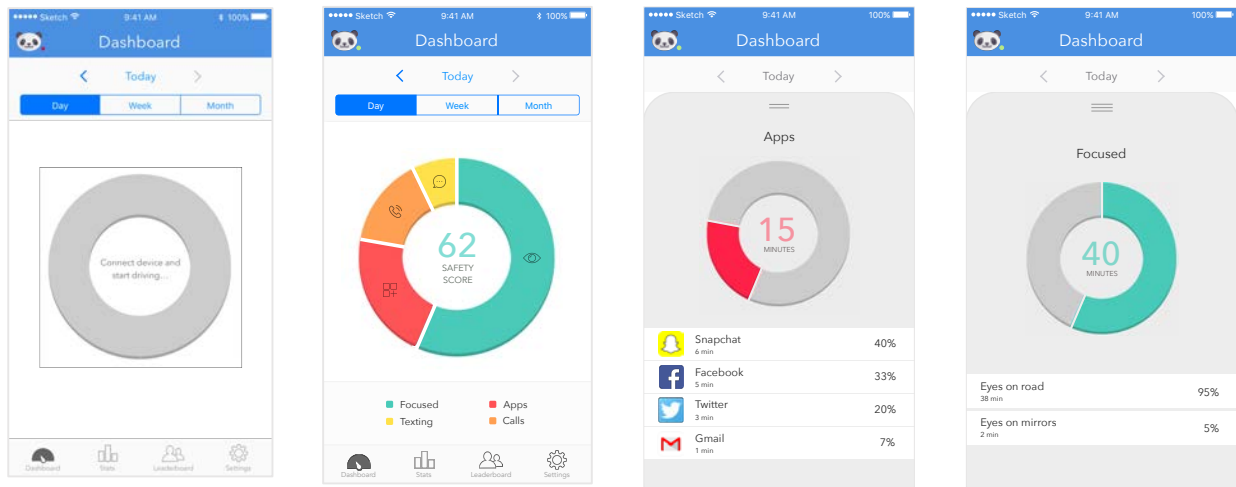 Sketch 9:41 AM 100%
Dashboard
Today
Day Week Month
Connect device and
start driving...
Dashboard Stats Leaderboard Settings
Sketch 9:41 AM 100%
Dashboard
Today
Day Week Month
62
SAFETY
SCORE
Focused Apps
Texting Calls
Dashboard Stats Leaderboard Settings
Sketch 9:41 AM 100%
Dashboard
Today
Apps
15
MINUTES
Snapchat 40%
6 min
Facebook 33%
5 min
Twitter 20%
3 min
Gmail 7%
1 min
Sketch 9:41 AM 100%
Dashboard
Today
Focused
40
MINUTES
Eyes on road 95%
38 min
Eyes on mirrors 5%
2 min